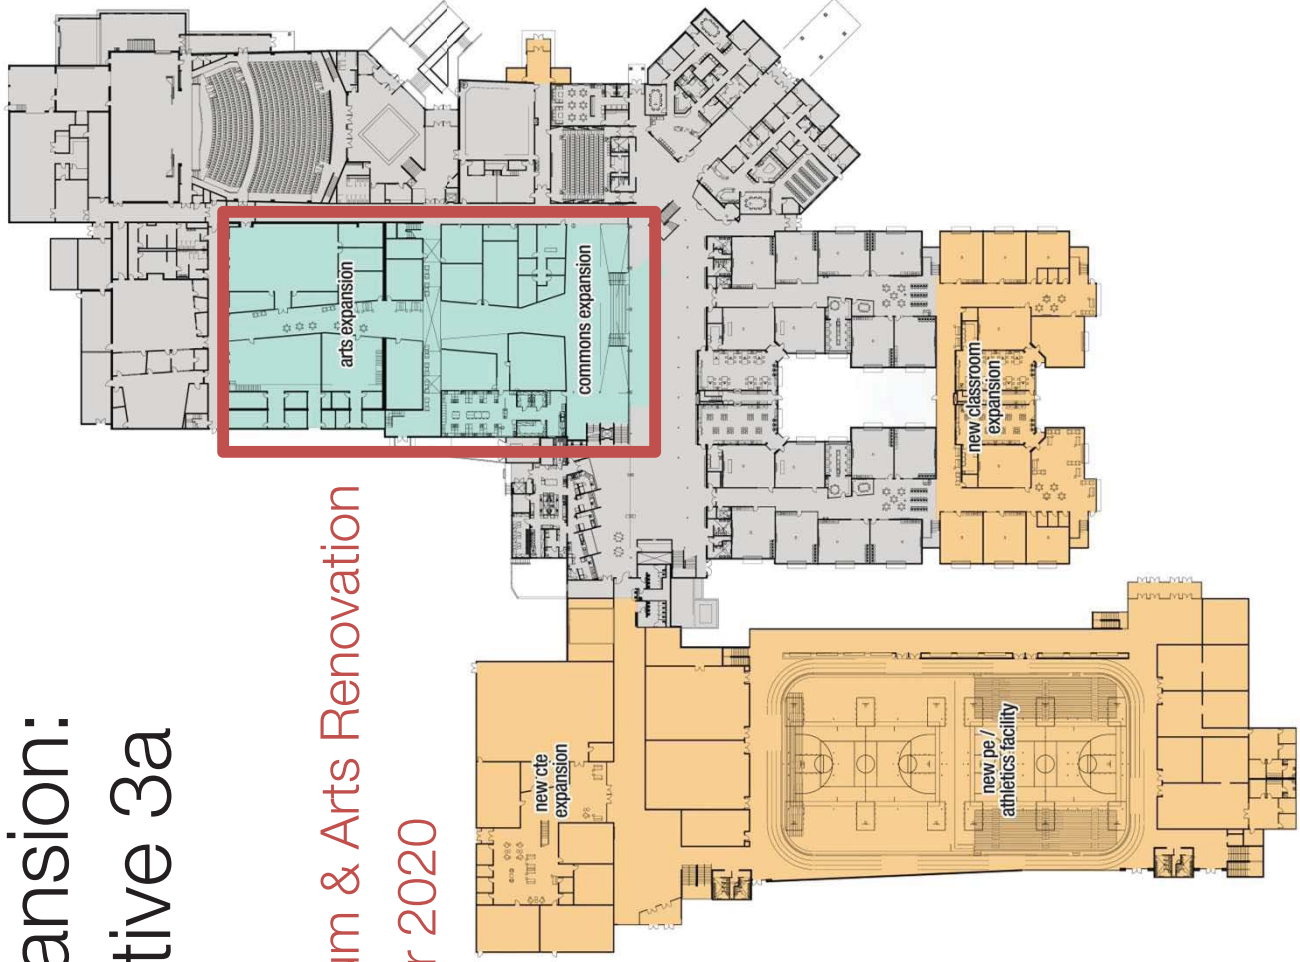 ansion:
tive 3a
um & Arts Renovation
r 2020
arts expansion
commons expansion
new classroom
expansion
new cte
expansion
new pe /
athletics facility